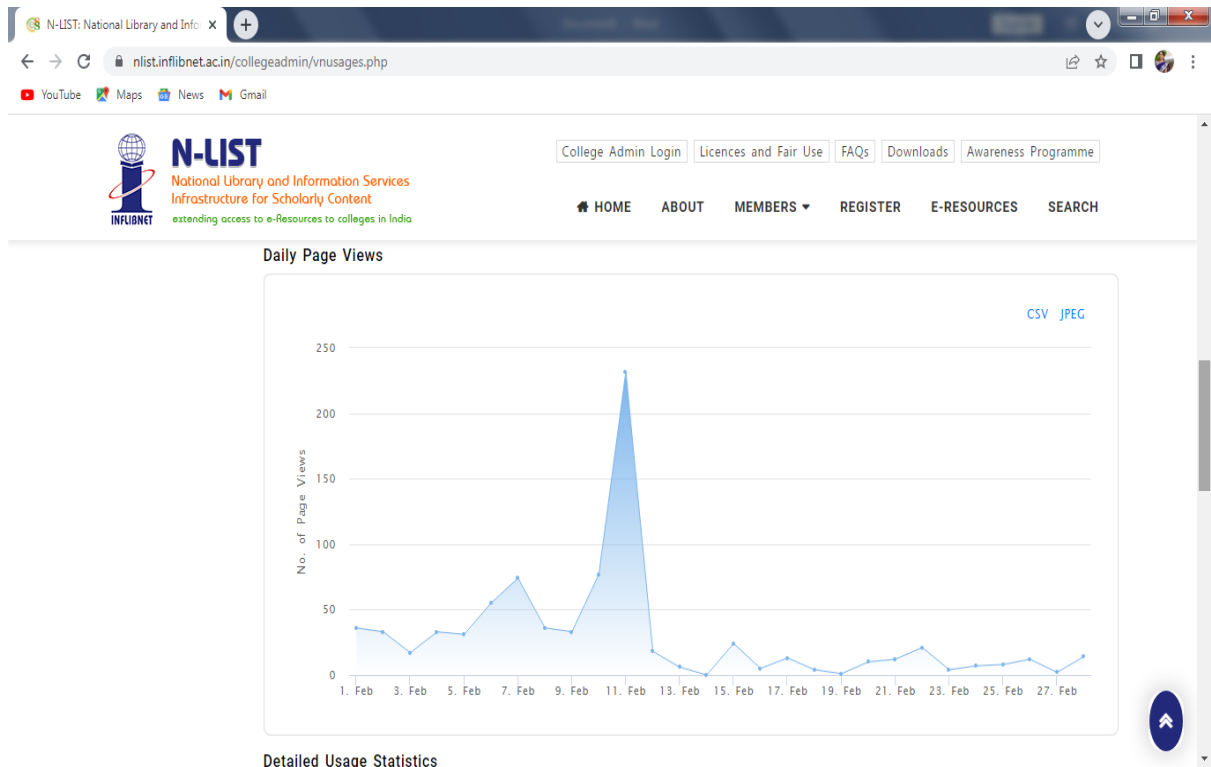 N-LIST: National Library and Info
nlist.inflibnet.ac.in/collegeadmin/vnusages.php
YouTube Maps News Gmail
INFLIBNET
N-LIST
National Library and Information Services
Infrastructure for Scholarly Content
extending access to e-Resources to colleges in India
College Admin Login Licences and Fair Use FAQs Downloads Awareness Programme
HOME ABOUT MEMBERS REGISTER E-RESOURCES SEARCH
Daily Page Views
CSV JPEG
No. of Page Views
250
200
150
100
50
0
1. Feb 3. Feb 5. Feb 7. Feb 9. Feb 11. Feb 13. Feb 15. Feb 17. Feb 19. Feb 21. Feb 23. Feb 25. Feb 27. Feb
Detailed Usage Statistics